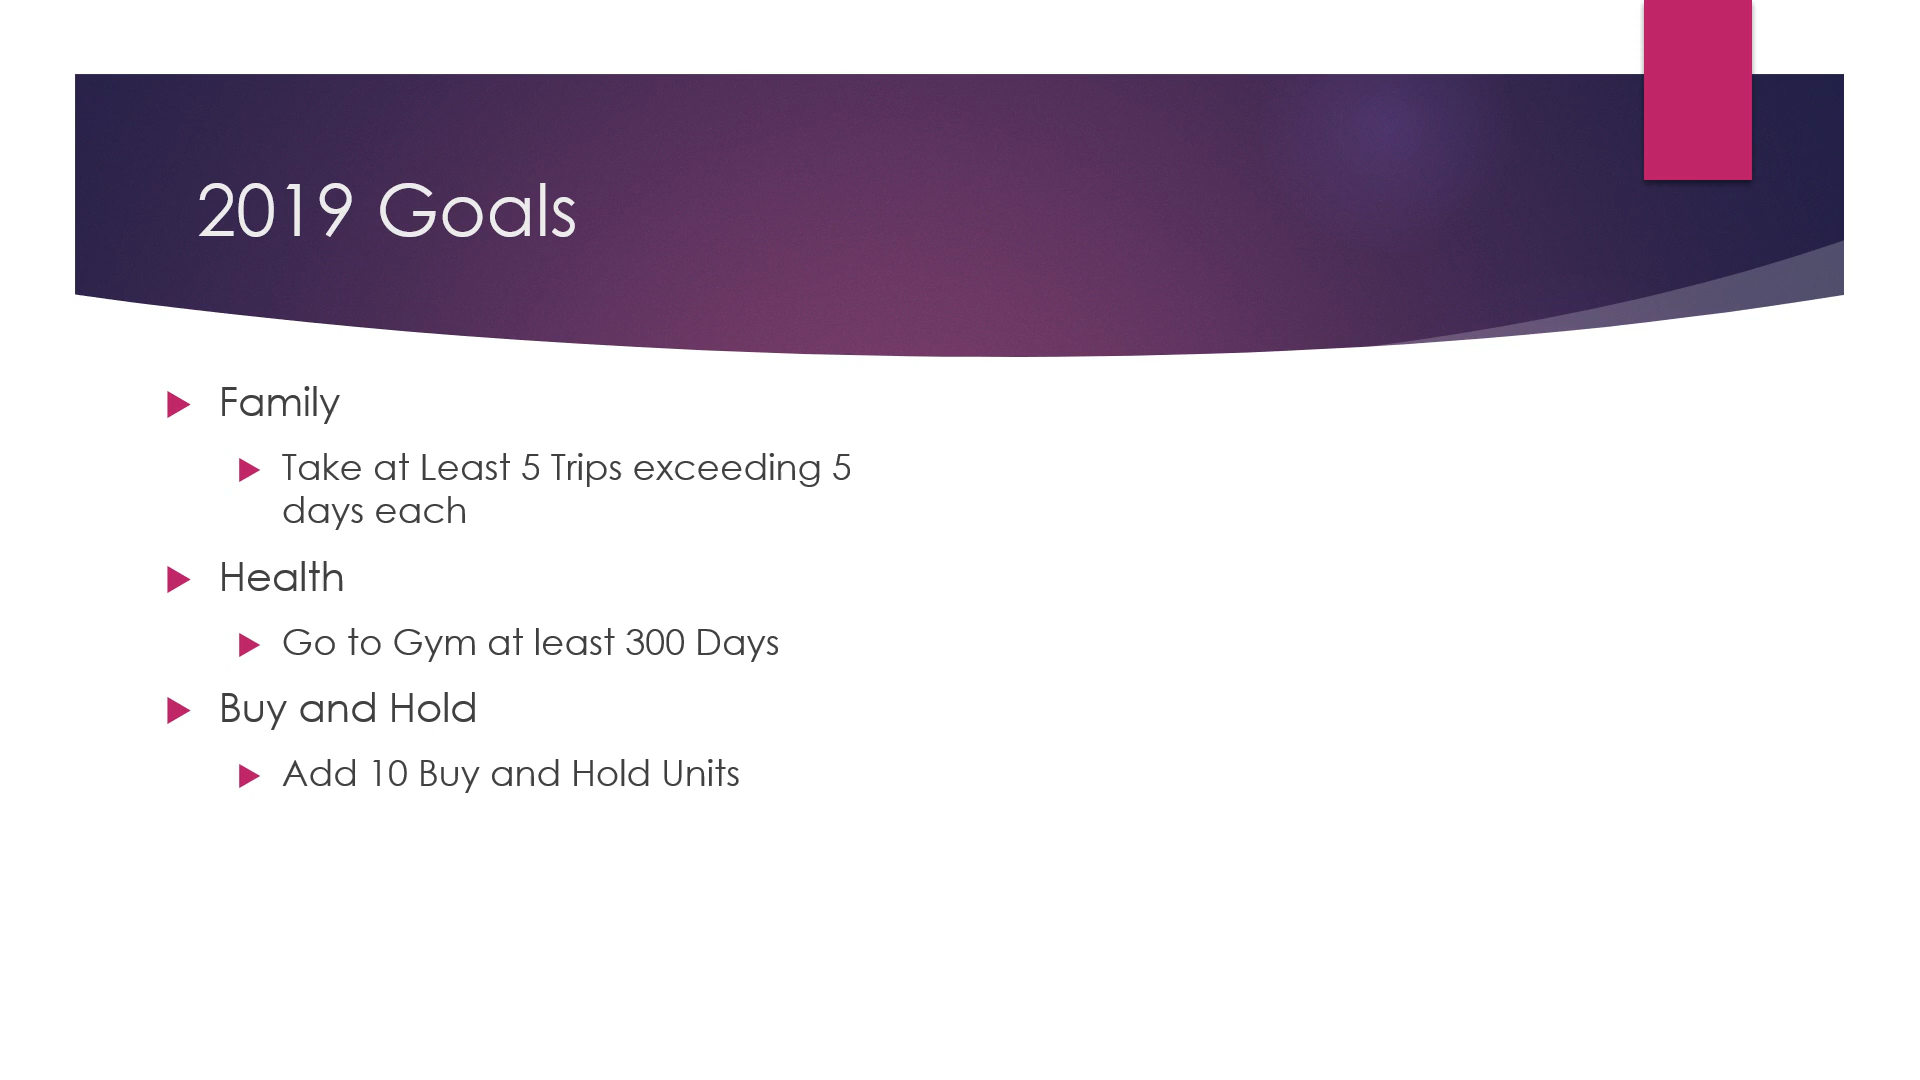 2019 Goals
Family
Take at Least 5 Trips exceeding 5
days each
Health
Go to Gym at least 300 Days
Buy and Hold
Add 10 Buy and Hold Units